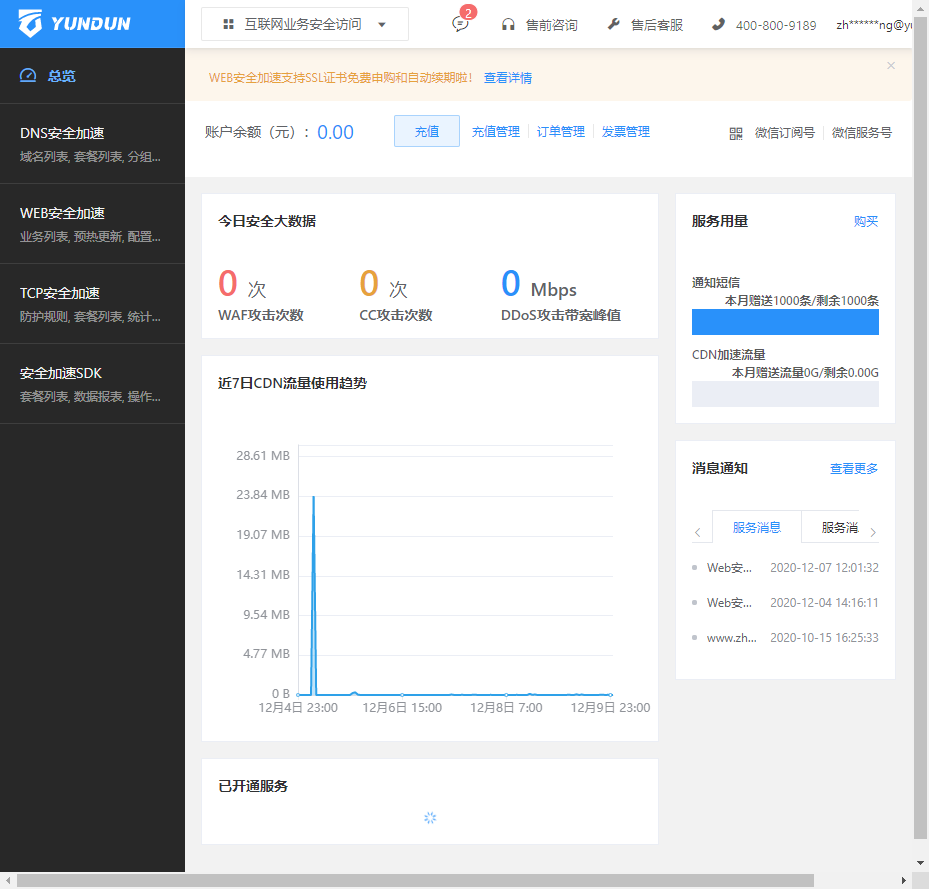 YUNDUN
互联网业务安全访问
2
售前咨询
售后客服
400-800-9189
zh******ng@yu
总览
DNS安全加速
域名列表, 套餐列表, 分组...
WEB安全加速
业务列表, 预热更新, 配置...
TCP安全加速
防护规则, 套餐列表, 统计...
安全加速SDK
套餐列表, 数据报表, 操作...
WEB安全加速支持SSL证书免费申购和自动续期啦! 查看详情
账户余额（元）: 0.00
充值
充值管理
订单管理
发票管理
微信订阅号
微信服务号
今日安全大数据
0 次
WAF攻击次数
0 次
CC攻击次数
0 Mbps
DDoS攻击带宽峰值
近7日CDN流量使用趋势
28.61 MB
23.84 MB
19.07 MB
14.31 MB
9.54 MB
4.77 MB
0 B
12月4日 23:00
12月6日 15:00
12月8日 7:00
12月9日 23:00
已开通服务
服务用量
购买
通知短信
本月赠送1000条/剩余1000条
CDN加速流量
本月赠送流量0G/剩余0.00G
消息通知
查看更多
服务消息
服务消
Web安... 2020-12-07 12:01:32
Web安... 2020-12-04 14:16:11
www.zh... 2020-10-15 16:25:33